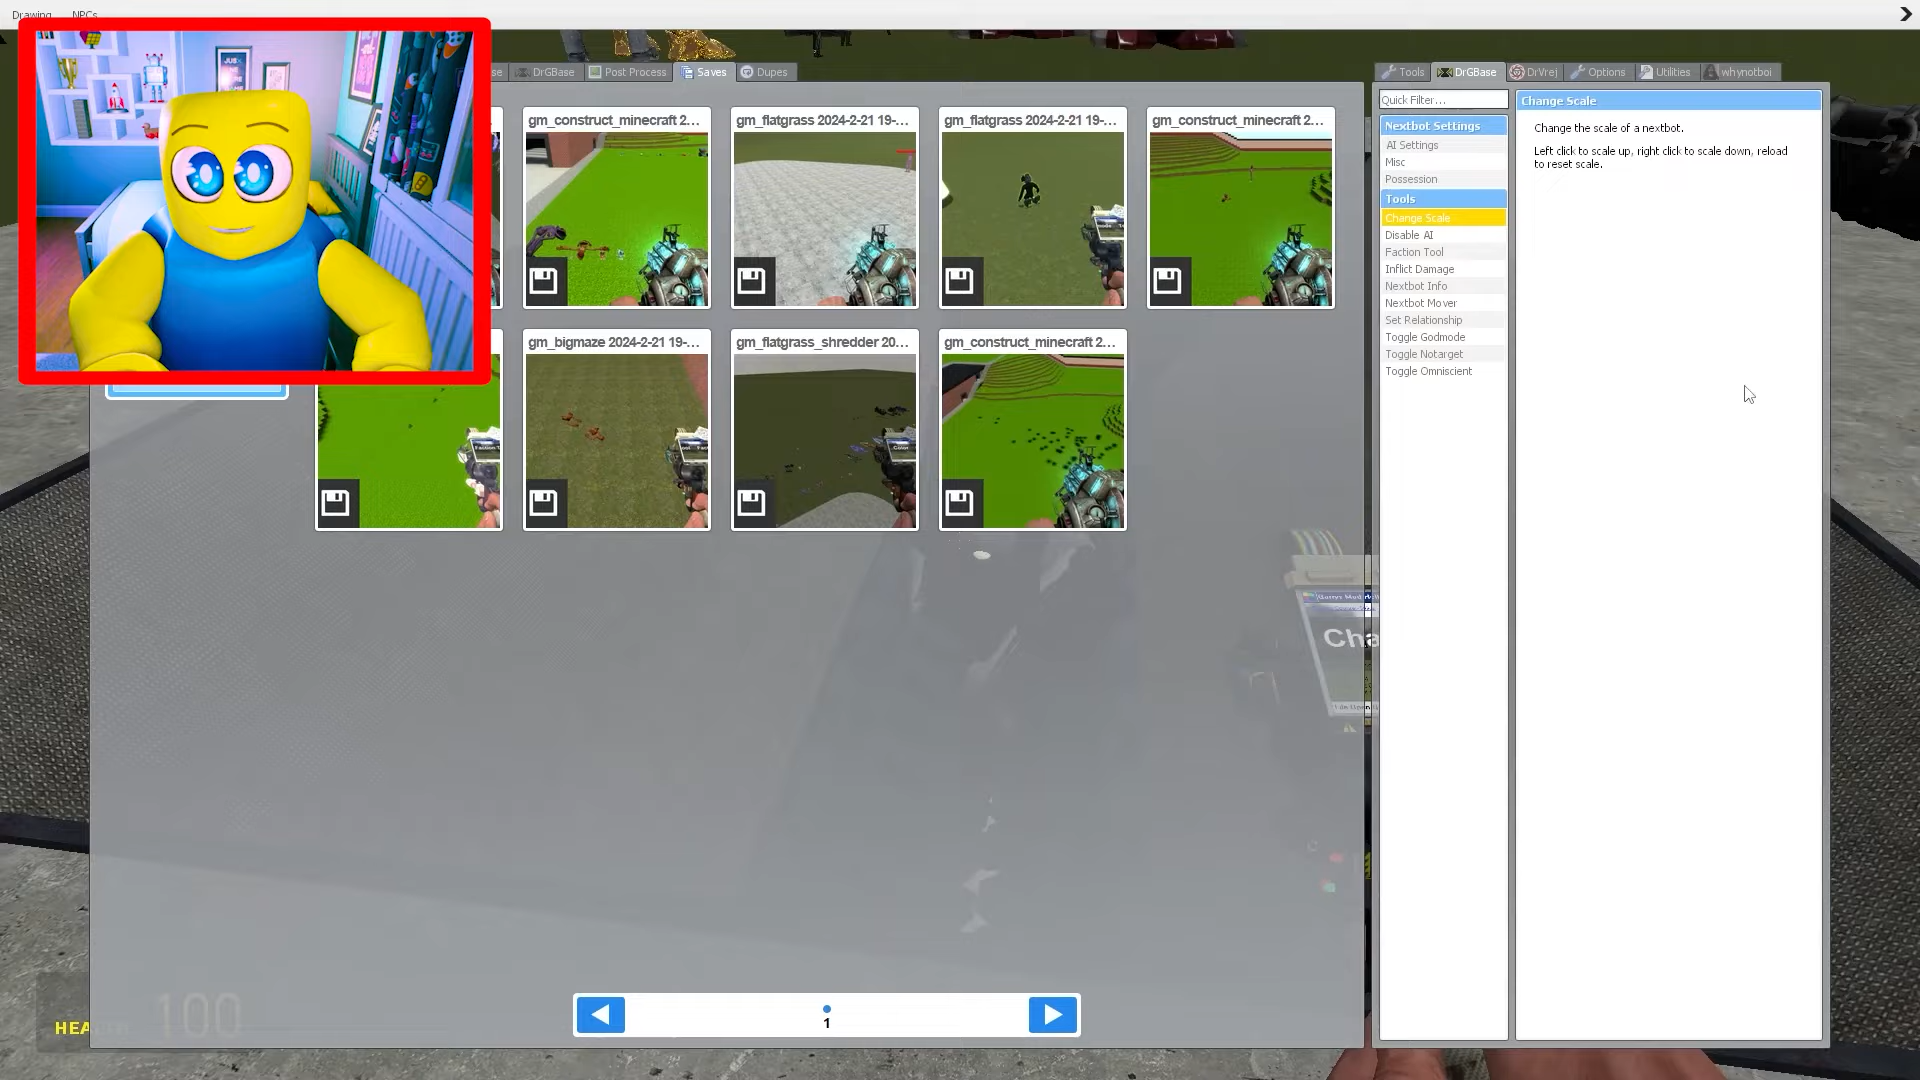 Drawing NPCs
se DrGBase Post Process Saves Dupes
Tools DrGBase DrVrej Options Utilities whynotboi
gm_construct_minecraft 2...
gm_flatgrass 2024-2-21 19-...
gm_flatgrass 2024-2-21 19-...
gm_construct_minecraft 2...
gm_bigmaze 2024-2-21 19-...
gm_flatgrass_shredder 20...
gm_construct_minecraft 2...
Quick Filter...
Nextbot Settings
AI Settings
Misc
Possession
Tools
Change Scale
Disable AI
Faction Tool
Inflict Damage
Nextbot Info
Nextbot Mover
Set Relationship
Toggle Godmode
Toggle Notarget
Toggle Omniscient
Change Scale
Change the scale of a nextbot.
Left click to scale up, right click to scale down, reload
to reset scale.
Cha
HEA 100
1